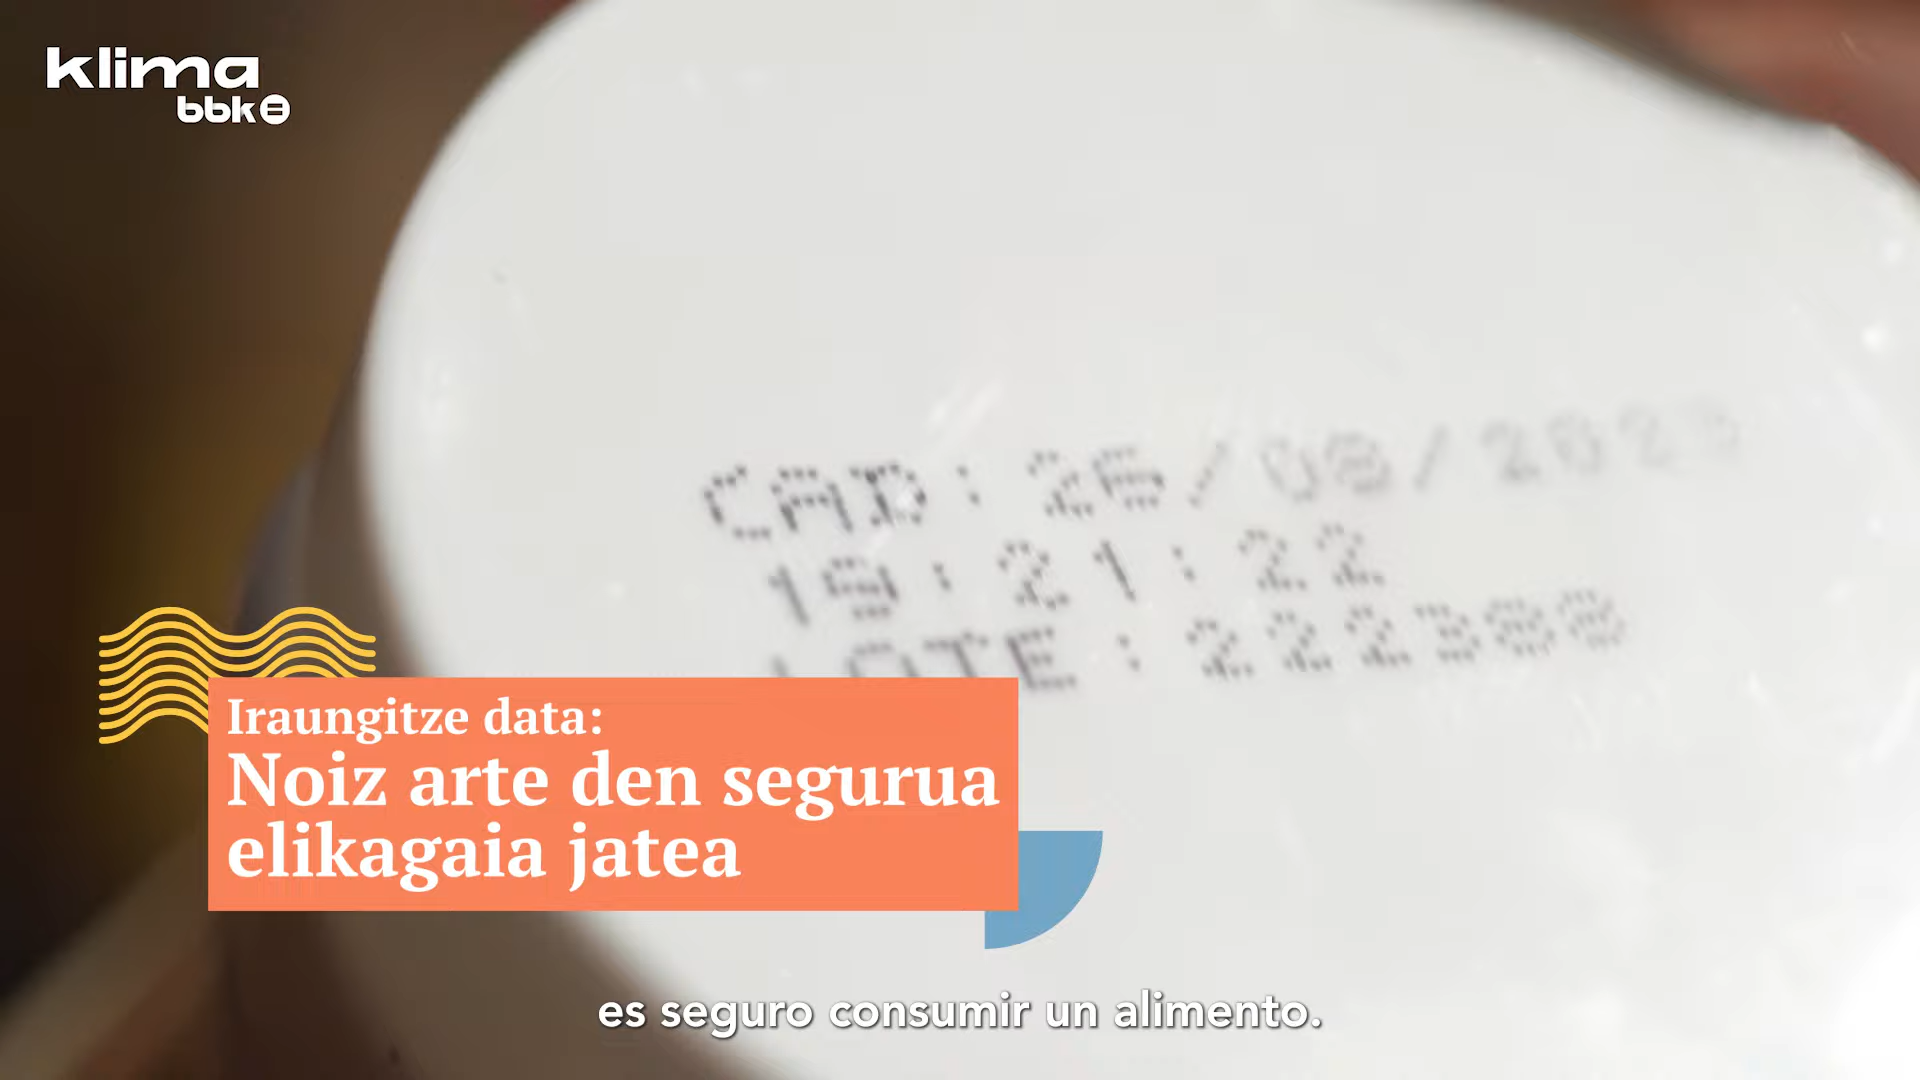 klima
bbk
CAD: 26/08/202
19:21:22
LOTE: 222
Iraungitze data:
Noiz arte den segurua
elikagaia jatea
es seguro consumir un alimento.